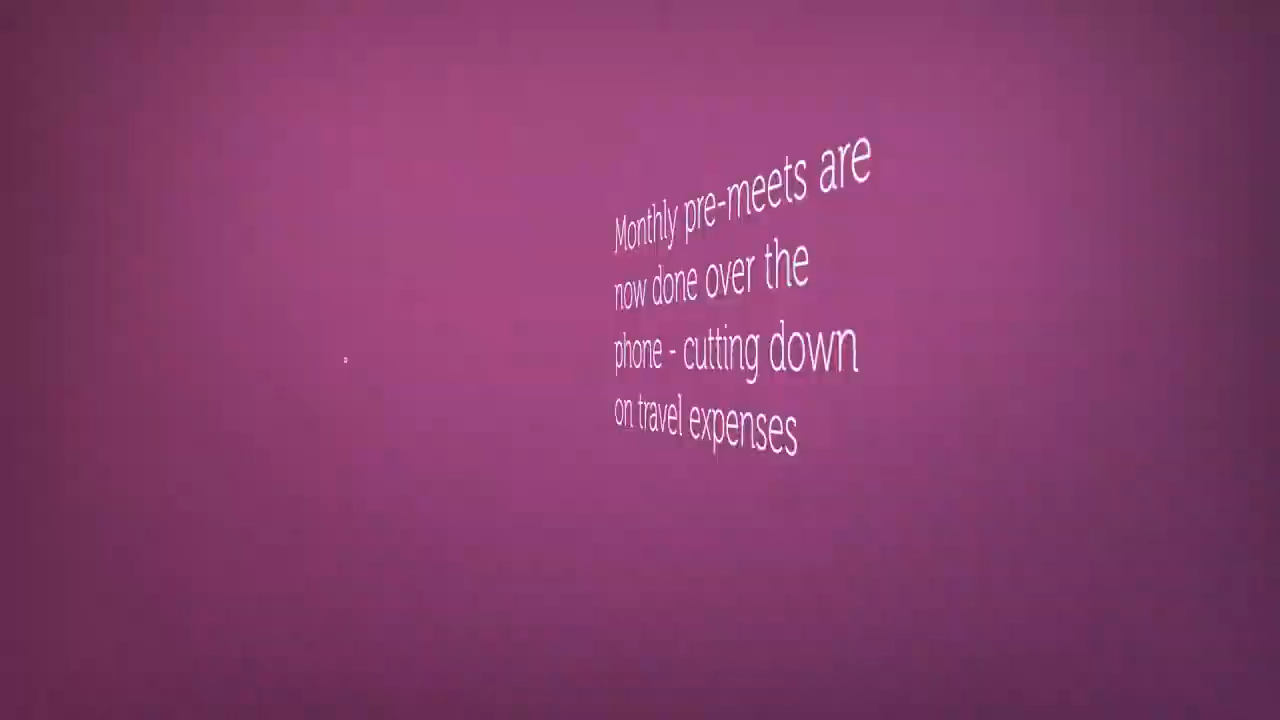 Monthly pre-meets are
now done over the
phone - cutting down
on travel expenses